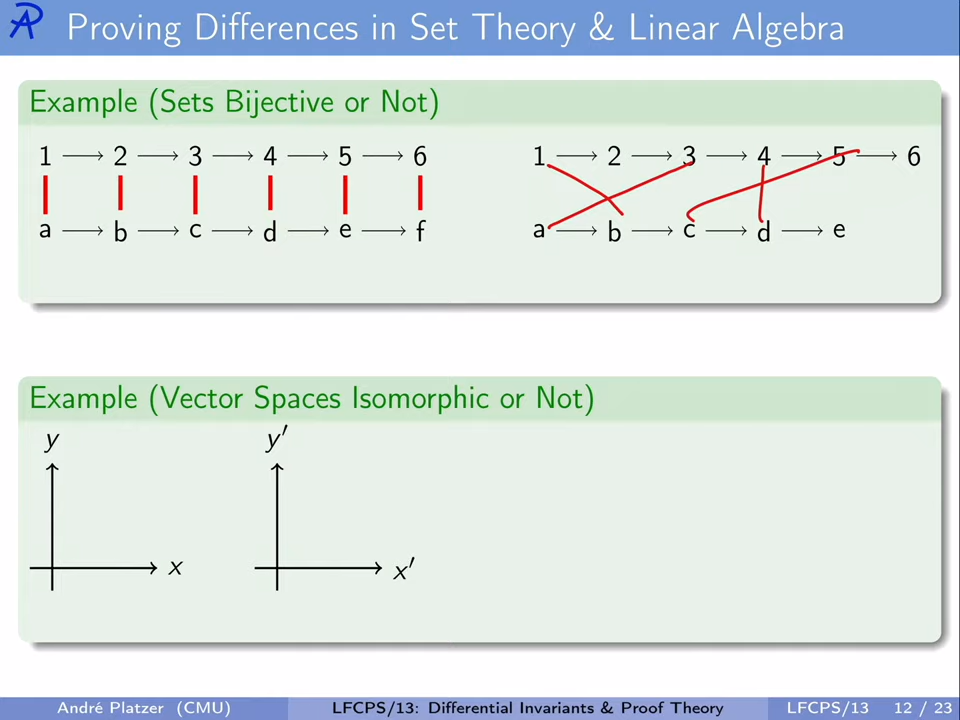 Proving Differences in Set Theory & Linear Algebra
Example (Sets Bijective or Not)
1 → 2 → 3 → 4 → 5 → 6
a → b → c → d → e → f
1 → 2 → 3 → 4 → 5 → 6
a → b → c → d → e
Example (Vector Spaces Isomorphic or Not)
y
x
y′
x′
André Platzer (CMU) LFCPS/13: Differential Invariants & Proof Theory LFCPS/13 12 / 23